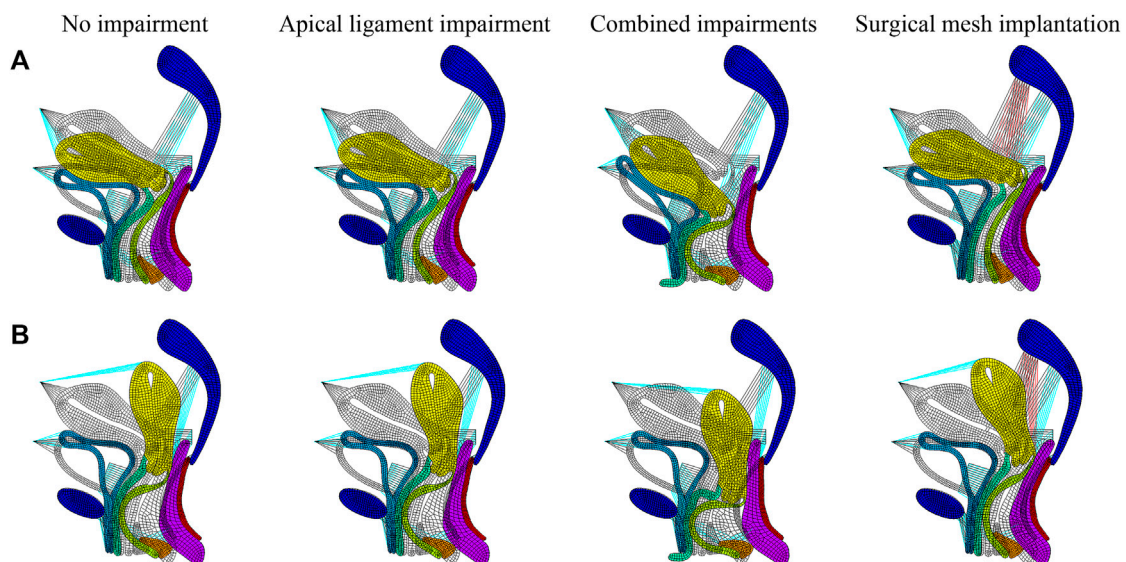 No impairment Apical ligament impairment Combined impairments Surgical mesh implantation
A
B